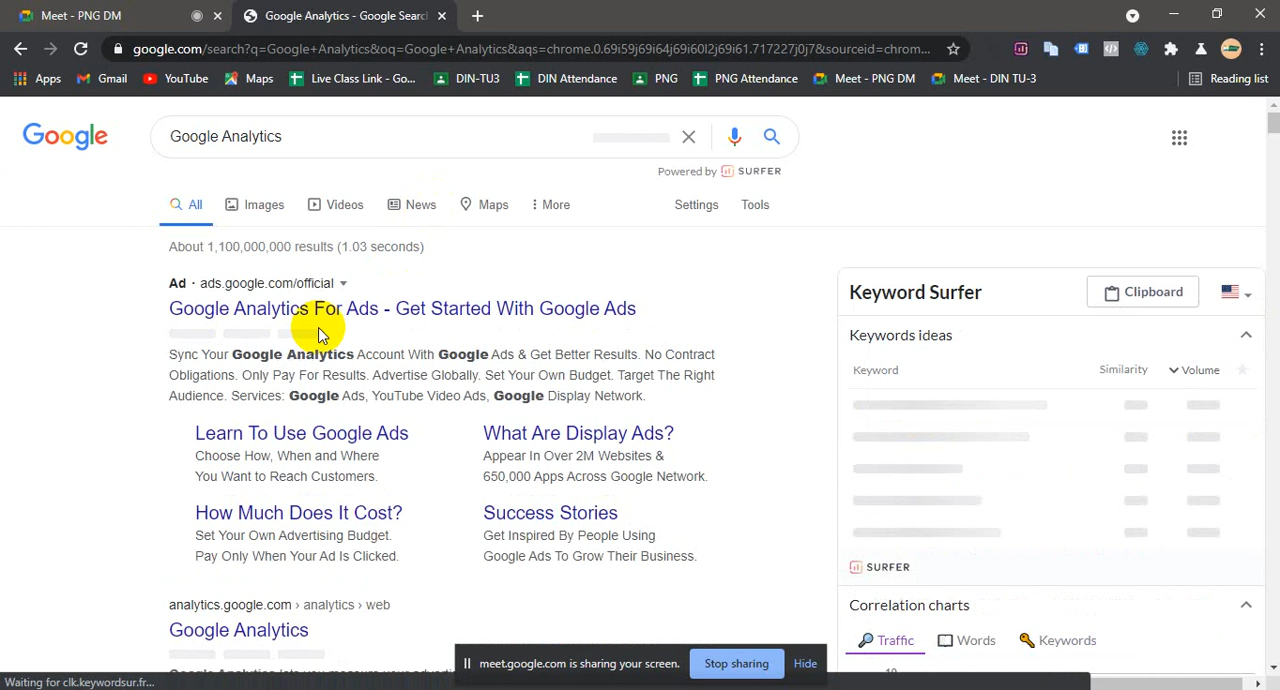 Meet - PNG DM
Google Analytics - Google Searc
google.com/search?q=Google+Analytics&oq=Google+Analytics&aqs=chrome.0.69i59j69i64j69i60l2j69i61.717227j0j7&sourceid=chrom...
Apps Gmail YouTube Maps Live Class Link - Go... DIN-TU3 DIN Attendance PNG PNG Attendance Meet - PNG DM Meet - DIN TU-3 Reading list
Google
Google Analytics
Powered by SURFER
All Images Videos News Maps More Settings Tools
About 1,100,000,000 results (1.03 seconds)
Ad · ads.google.com/official
Google Analytics For Ads - Get Started With Google Ads
Sync Your Google Analytics Account With Google Ads & Get Better Results. No Contract
Obligations. Only Pay For Results. Advertise Globally. Set Your Own Budget. Target The Right
Audience. Services: Google Ads, YouTube Video Ads, Google Display Network.
Learn To Use Google Ads
Choose How, When and Where
You Want to Reach Customers.
What Are Display Ads?
Appear In Over 2M Websites &
650,000 Apps Across Google Network.
How Much Does It Cost?
Set Your Own Advertising Budget.
Pay Only When Your Ad Is Clicked.
Success Stories
Get Inspired By People Using
Google Ads To Grow Their Business.
analytics.google.com › analytics › web
Google Analytics
Keyword Surfer
Clipboard
Keywords ideas
Keyword Similarity Volume
SURFER
Correlation charts
Traffic Words Keywords
10
meet.google.com is sharing your screen. Stop sharing Hide
Waiting for clk.keywordsur.fr...